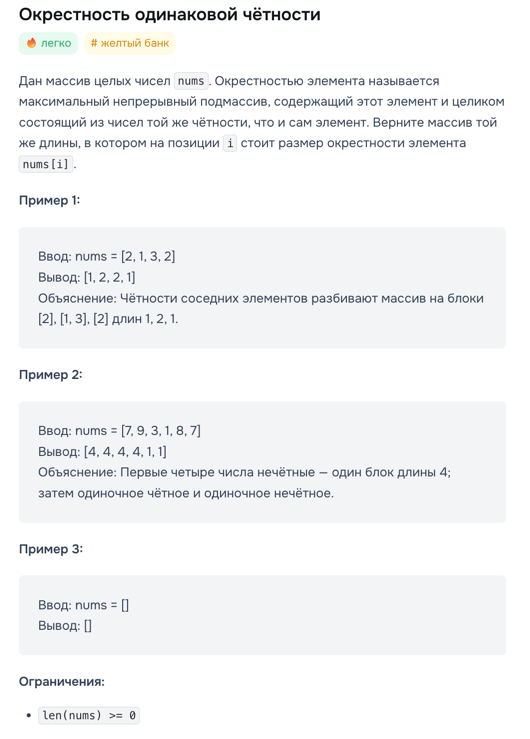 Окрестность одинаковой чётности
🔥 легко # желтый банк
Дан массив целых чисел nums. Окрестностью элемента называется
максимальный непрерывный подмассив, содержащий этот элемент и целиком
состоящий из чисел той же чётности, что и сам элемент. Верните массив той
же длины, в котором на позиции i стоит размер окрестности элемента
nums[i].
Пример 1:
Ввод: nums = [2, 1, 3, 2]
Вывод: [1, 2, 2, 1]
Объяснение: Чётности соседних элементов разбивают массив на блоки
[2], [1, 3], [2] длин 1, 2, 1.
Пример 2:
Ввод: nums = [7, 9, 3, 1, 8, 7]
Вывод: [4, 4, 4, 4, 1, 1]
Объяснение: Первые четыре числа нечётные — один блок длины 4;
затем одиночное чётное и одиночное нечётное.
Пример 3:
Ввод: nums = []
Вывод: []
Ограничения:
• len(nums) >= 0